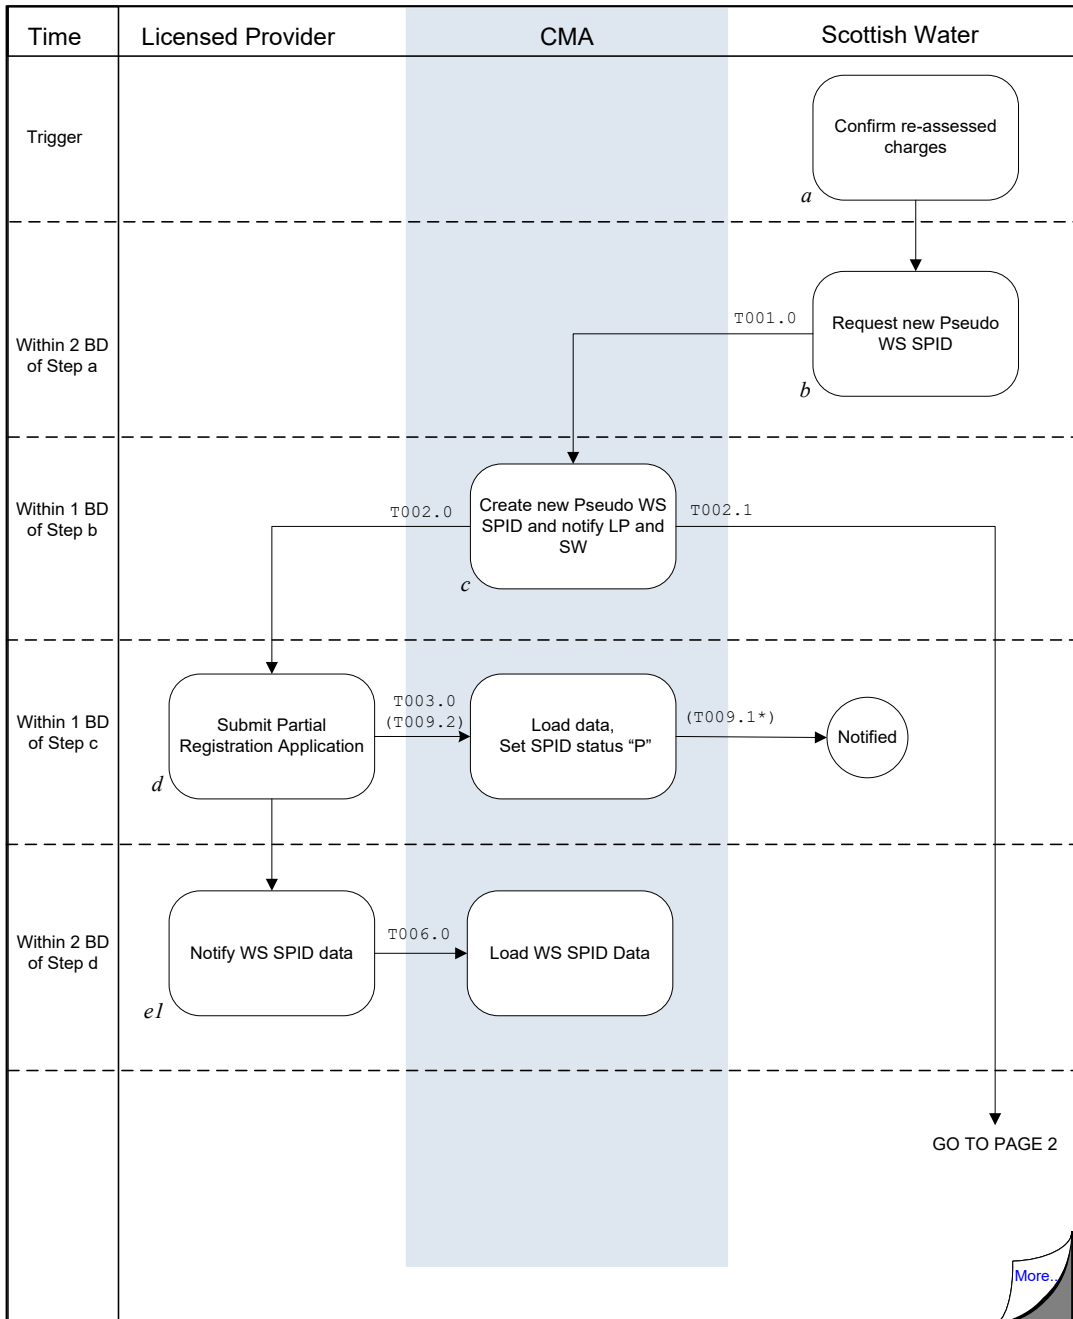 Time
Licensed Provider
CMA
Scottish Water
Trigger
Confirm re-assessed
charges
a
Within 2 BD
of Step a
T001.0
Request new Pseudo
WS SPID
b
Within 1 BD
of Step b
T002.0
Create new Pseudo WS
SPID and notify LP and
SW
T002.1
c
Within 1 BD
of Step c
Submit Partial
Registration Application
T003.0
(T009.2)
Load data,
Set SPID status “P”
(T009.1*)
Notified
d
Within 2 BD
of Step d
Notify WS SPID data
T006.0
Load WS SPID Data
e1
GO TO PAGE 2
More..